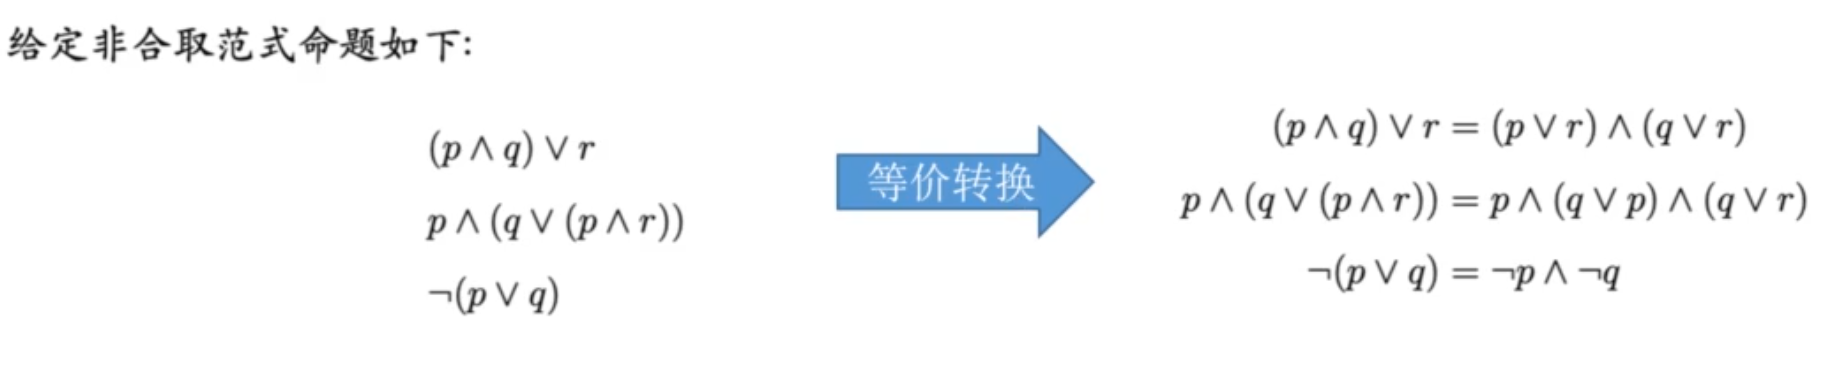 给定非合取范式命题如下:
(p ∧ q) ∨ r
p ∧ (q ∨ (p ∧ r))
¬(p ∨ q)
等价转换
(p ∧ q) ∨ r = (p ∨ r) ∧ (q ∨ r)
p ∧ (q ∨ (p ∧ r)) = p ∧ (q ∨ p) ∧ (q ∨ r)
¬(p ∨ q) = ¬p ∧ ¬q